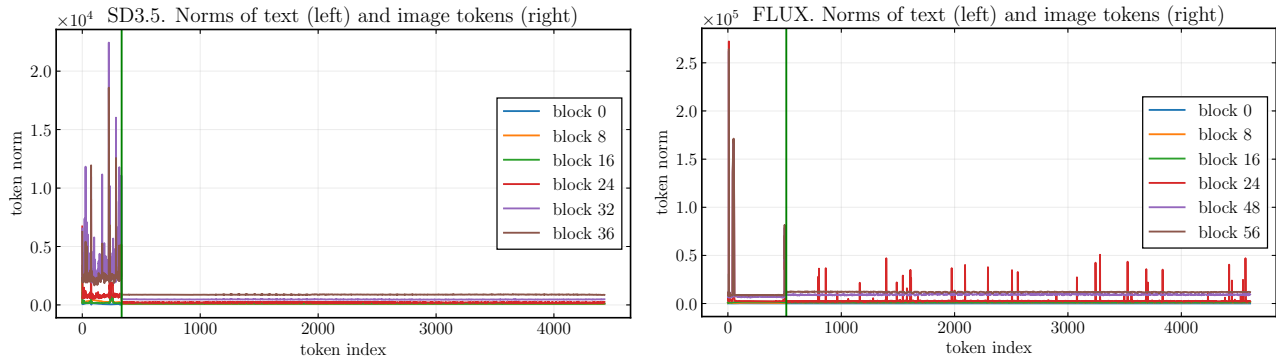 SD3.5. Norms of text (left) and image tokens (right)
×10⁴
2.0
1.5
1.0
0.5
0.0
token norm
0
1000
2000
3000
4000
token index
block 0
block 8
block 16
block 24
block 32
block 36
FLUX. Norms of text (left) and image tokens (right)
×10⁵
2.5
2.0
1.5
1.0
0.5
0.0
token norm
0
1000
2000
3000
4000
token index
block 0
block 8
block 16
block 24
block 48
block 56